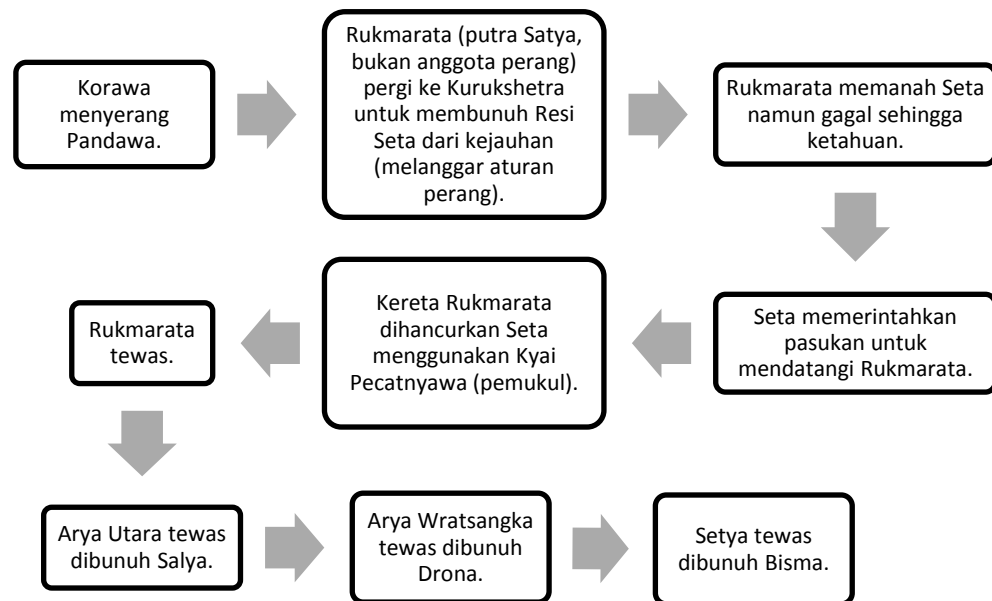 Korawa
menyerang
Pandawa.
Rukmarata (putra Satya,
bukan anggota perang)
pergi ke Kurukshetra
untuk membunuh Resi
Seta dari kejauhan
(melanggar aturan
perang).
Rukmarata memanah Seta
namun gagal sehingga
ketahuan.
Seta memerintahkan
pasukan untuk
mendatangi Rukmarata.
Kereta Rukmarata
dihancurkan Seta
menggunakan Kyai
Pecatnyawa (pemukul).
Rukmarata
tewas.
Arya Utara tewas
dibunuh Salya.
Arya Wratsangka
tewas dibunuh
Drona.
Setya tewas
dibunuh Bisma.